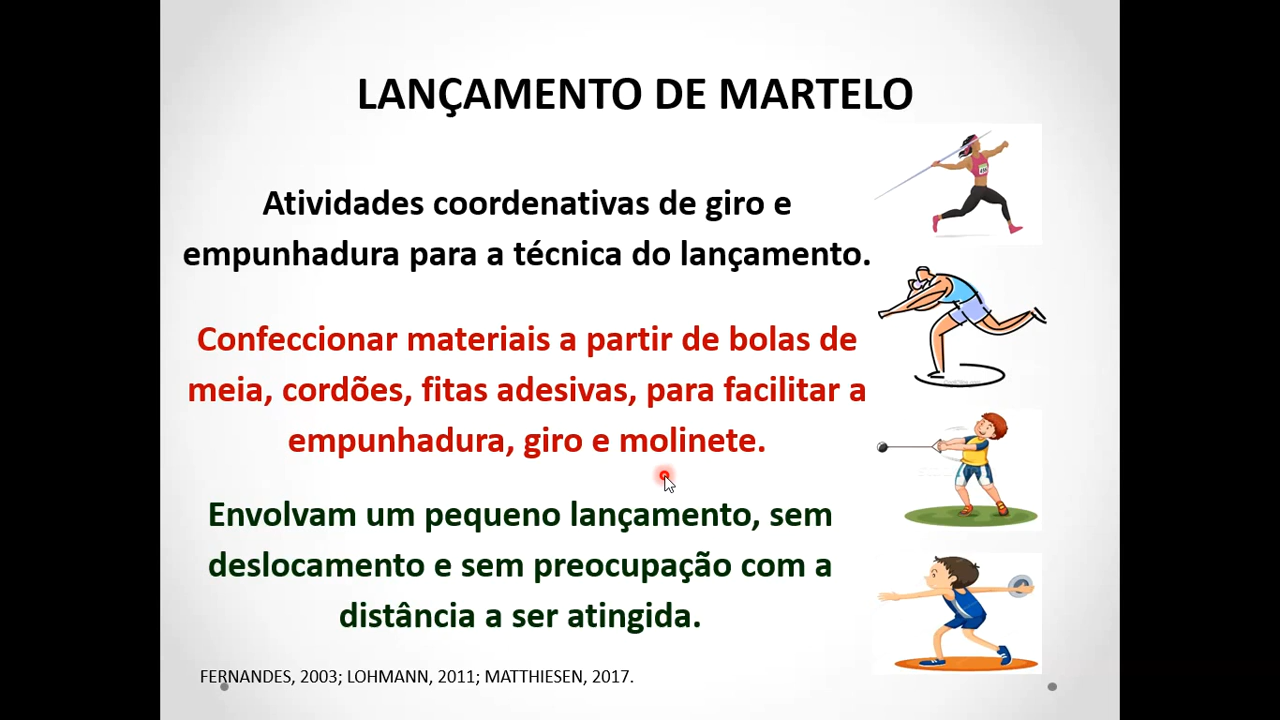 LANÇAMENTO DE MARTELO
Atividades coordenativas de giro e
empunhadura para a técnica do lançamento.
Confeccionar materiais a partir de bolas de
meia, cordões, fitas adesivas, para facilitar a
empunhadura, giro e molinete.
Envolvam um pequeno lançamento, sem
deslocamento e sem preocupação com a
distância a ser atingida.
FERNANDES, 2003; LOHMANN, 2011; MATTHIESEN, 2017.